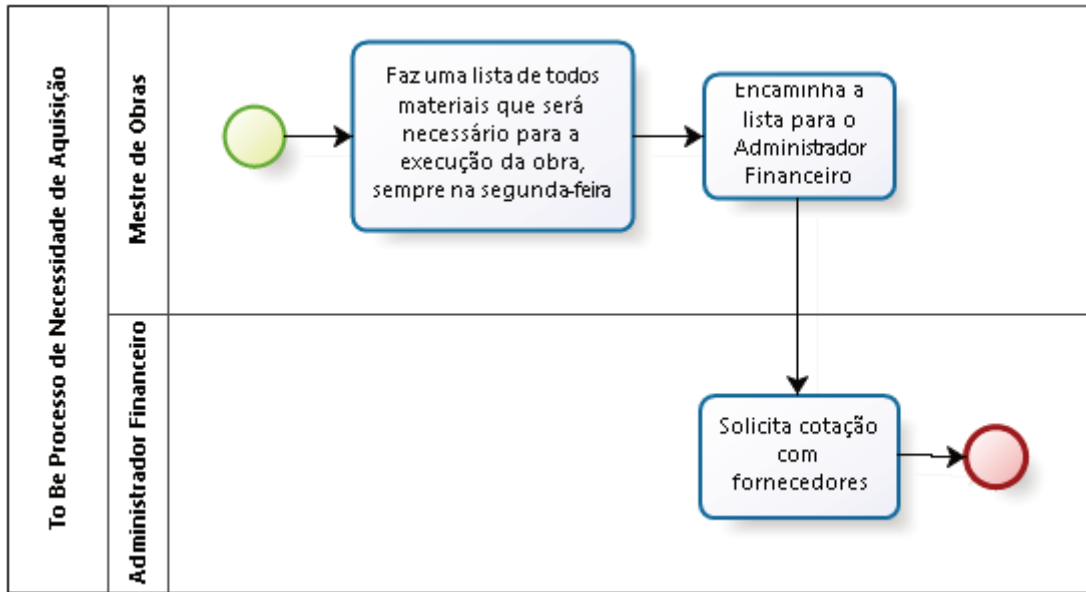 To Be Processo de Necessidade de Aquisição
Mestre de Obras
Faz uma lista de todos
materiais que será
necessário para a
execução da obra,
sempre na segunda-feira
Encaminha a
lista para o
Administrador
Financeiro
Administrador Financeiro
Solicita cotação
com
fornecedores